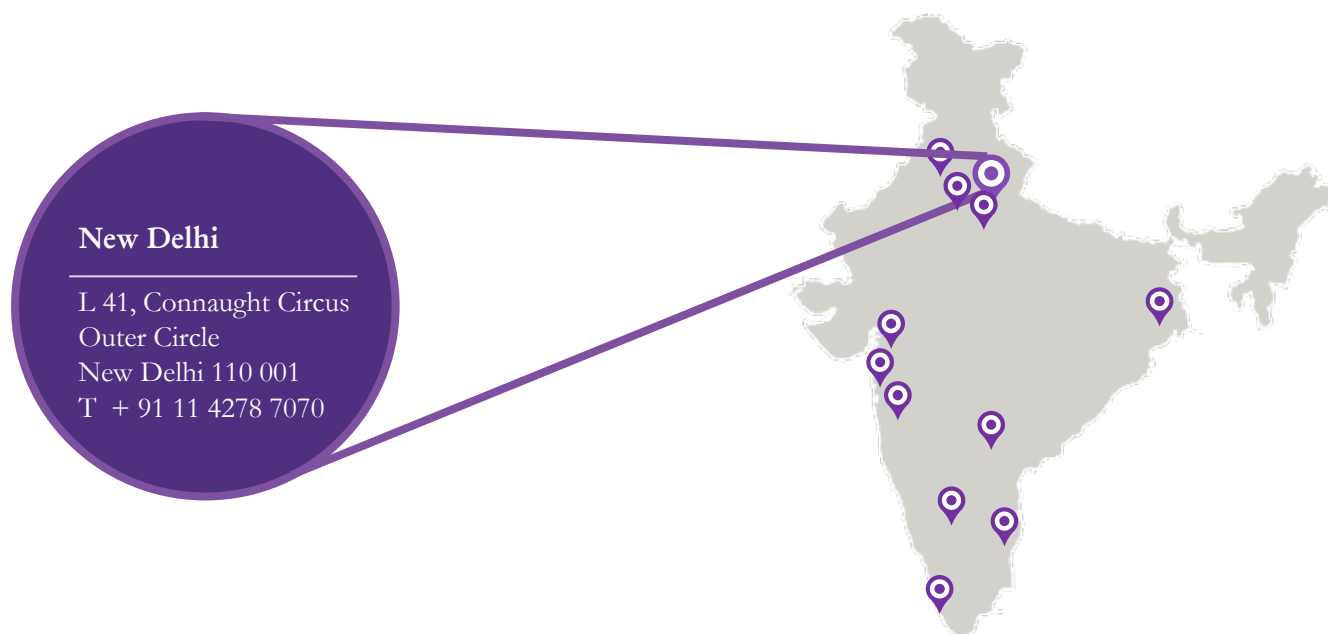 New Delhi
L 41, Connaught Circus
Outer Circle
New Delhi 110 001
T + 91 11 4278 7070